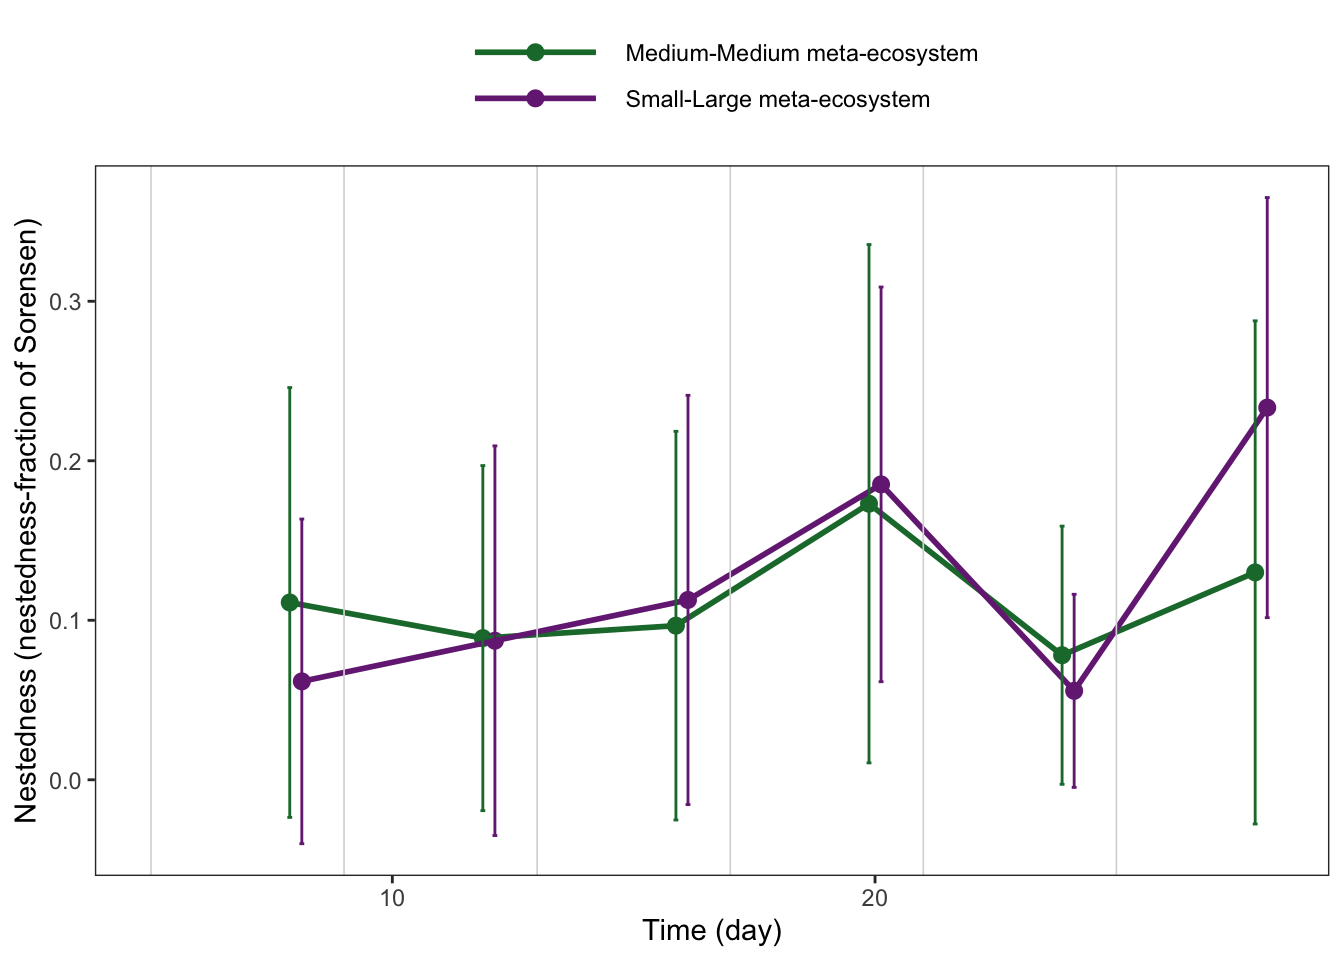 Medium-Medium meta-ecosystem
Small-Large meta-ecosystem
Nestedness (nestedness-fraction of Sorensen)
0.3
0.2
0.1
0.0
10
20
Time (day)